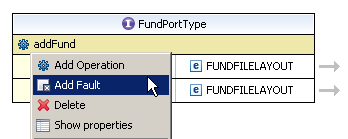 FundPortType
addFund
Add Operation
e FUNDFILELAYOUT
Add Fault
e FUNDFILELAYOUT
Delete
Show properties